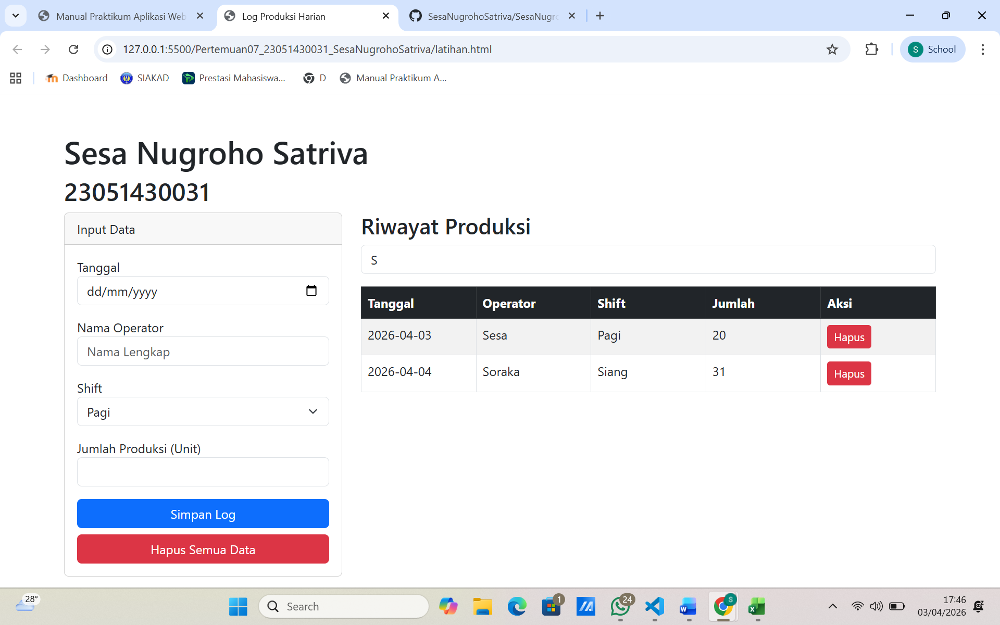 Manual Praktikum Aplikasi Web
Log Produksi Harian
SesaNugrohoSatriva/SesaNugro
127.0.0.1:5500/Pertemuan07_23051430031_SesaNugrohoSatriva/latihan.html
S
School
Dashboard
SIAKAD
Prestasi Mahasiswa...
D
Manual Praktikum A...
Sesa Nugroho Satriva
23051430031
Input Data
Tanggal
dd/mm/yyyy
Nama Operator
Nama Lengkap
Shift
Pagi
Jumlah Produksi (Unit)
Simpan Log
Hapus Semua Data
Riwayat Produksi
S
Tanggal Operator Shift Jumlah Aksi
2026-04-03 Sesa Pagi 20 Hapus
2026-04-04 Soraka Siang 31 Hapus
28°
Search
1
24
S
17:46
03/04/2026